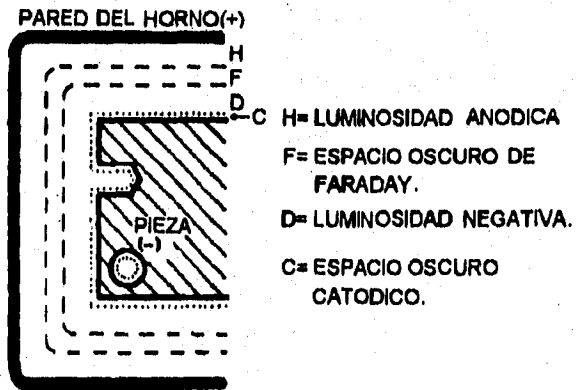 PARED DEL HORNO(+)
H
F
D
C
PIEZA
(-)
H= LUMINOSIDAD ANODICA
F= ESPACIO OSCURO DE
FARADAY.
D= LUMINOSIDAD NEGATIVA.
C= ESPACIO OSCURO
CATODICO.